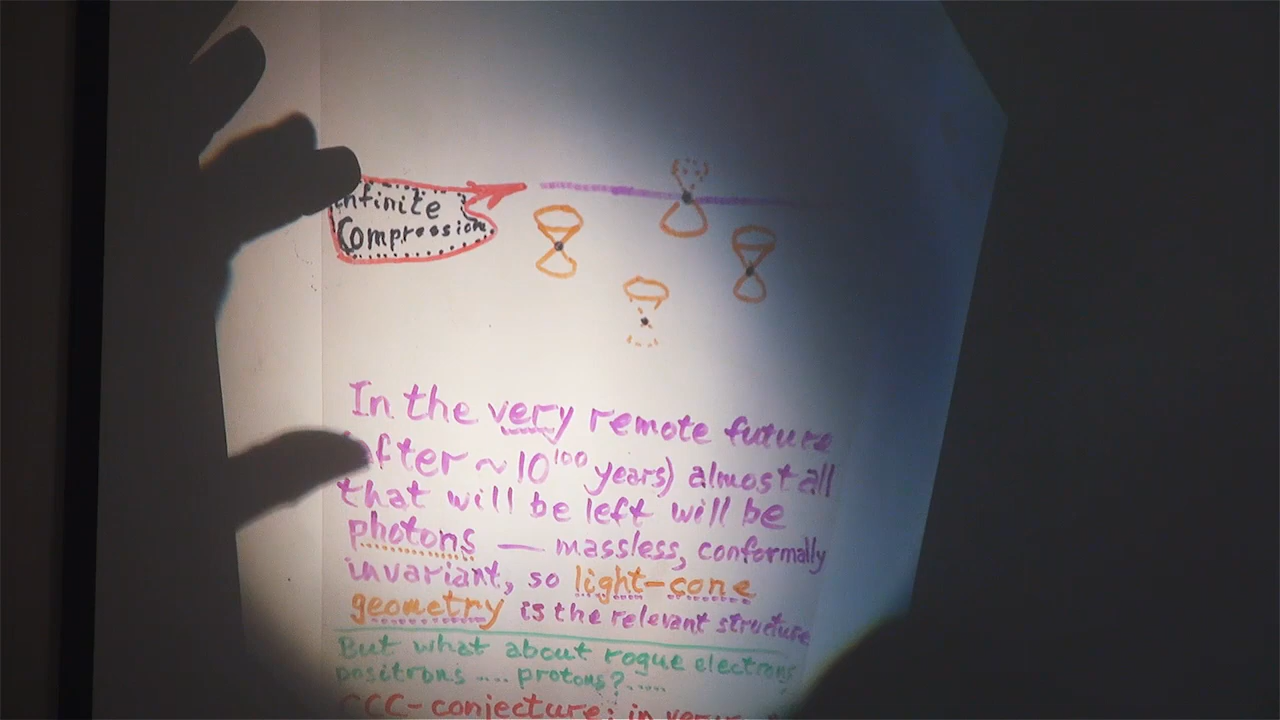 Infinite
Compression
In the very remote future
after ~10¹⁰⁰ years) almost all
that will be left will be
photons — massless, conformally
invariant, so light-cone
geometry is the relevant structure
But what about rogue electrons
positrons .... protons?.....
CCC-conjecture: in very